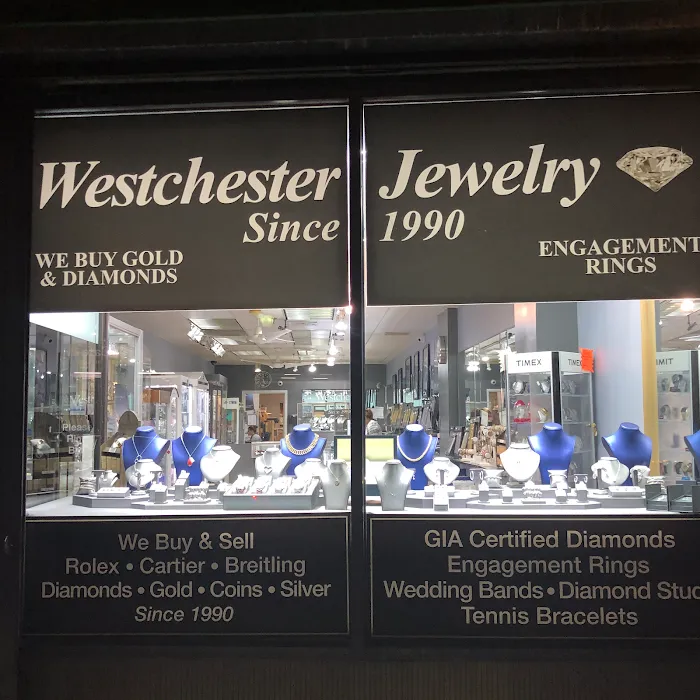 Westchester
Since
WE BUY GOLD
& DIAMONDS
Jewelry
1990
ENGAGEMENT
RINGS
TIMEX
We Buy & Sell
Rolex • Cartier • Breitling
Diamonds • Gold • Coins • Silver
Since 1990
GIA Certified Diamonds
Engagement Rings
Wedding Bands • Diamond Stud
Tennis Bracelets